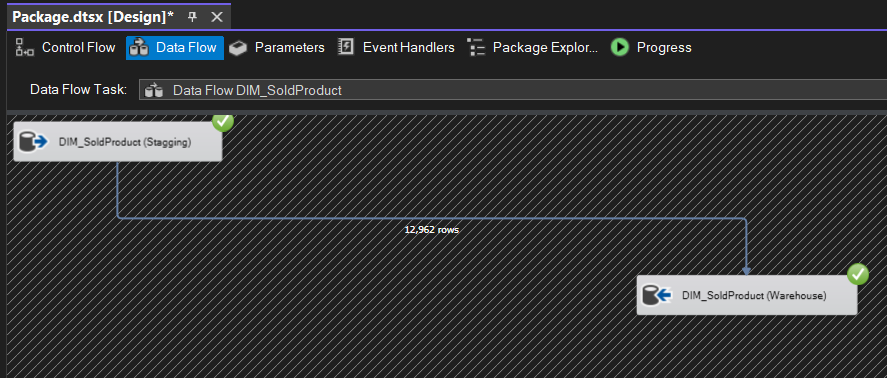 Package.dtsx [Design]*
Control Flow Data Flow Parameters Event Handlers Package Explor... Progress
Data Flow Task: Data Flow DIM_SoldProduct
DIM_SoldProduct (Stagging)
12,962 rows
DIM_SoldProduct (Warehouse)